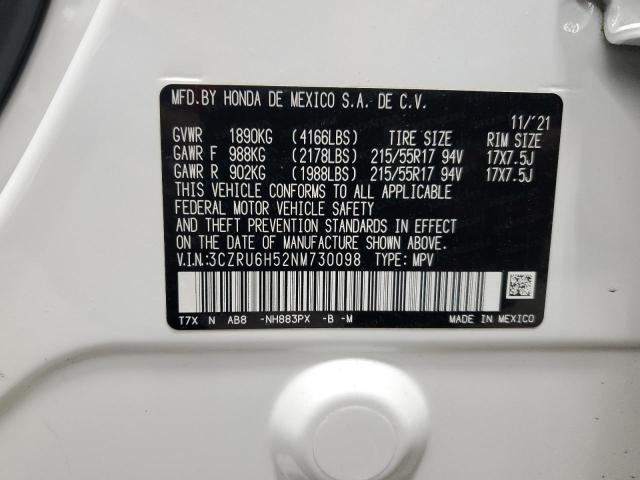 MFD.BY HONDA DE MEXICO S.A. DE C.V.
11/'21
GVWR 1890KG (4166LBS) TIRE SIZE RIM SIZE
GAWR F 988KG (2178LBS) 215/55R17 94V 17X7.5J
GAWR R 902KG (1988LBS) 215/55R17 94V 17X7.5J
THIS VEHICLE CONFORMS TO ALL APPLICABLE
FEDERAL MOTOR VEHICLE SAFETY
AND THEFT PREVENTION STANDARDS IN EFFECT
ON THE DATE OF MANUFACTURE SHOWN ABOVE.
V.I.N.:3CZRU6H52NM730098 TYPE: MPV
T7X N AB8 -NH883PX -B -M MADE IN MEXICO